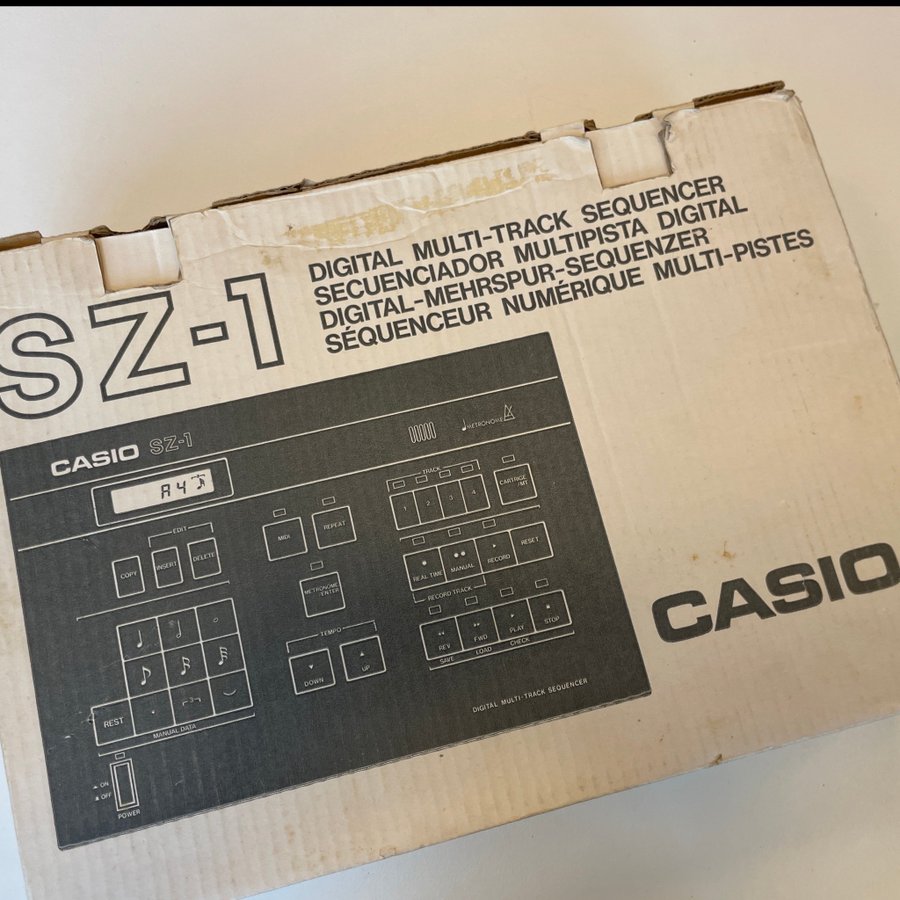 SZ-1
DIGITAL MULTI-TRACK SEQUENCER
SECUENCIADOR MULTIPISTA DIGITAL
DIGITAL-MEHRSPUR-SEQUENZER
SÉQUENCEUR NUMÉRIQUE MULTI-PISTES
CASIO SZ-1
METRONOME
A4
TRACK
1 2 3 4
CARTRIGE /MT
EDIT
COPY INSERT DELETE
MIDI REPEAT
REAL TIME MANUAL RECORD RESET
RECORD TRACK
METRONOME /ENTER
REV FWD PLAY STOP
SAVE LOAD CHECK
TEMPO
DOWN UP
REST
3
MANUAL DATA
DIGITAL MULTI-TRACK SEQUENCER
ON
OFF
POWER
CASIO